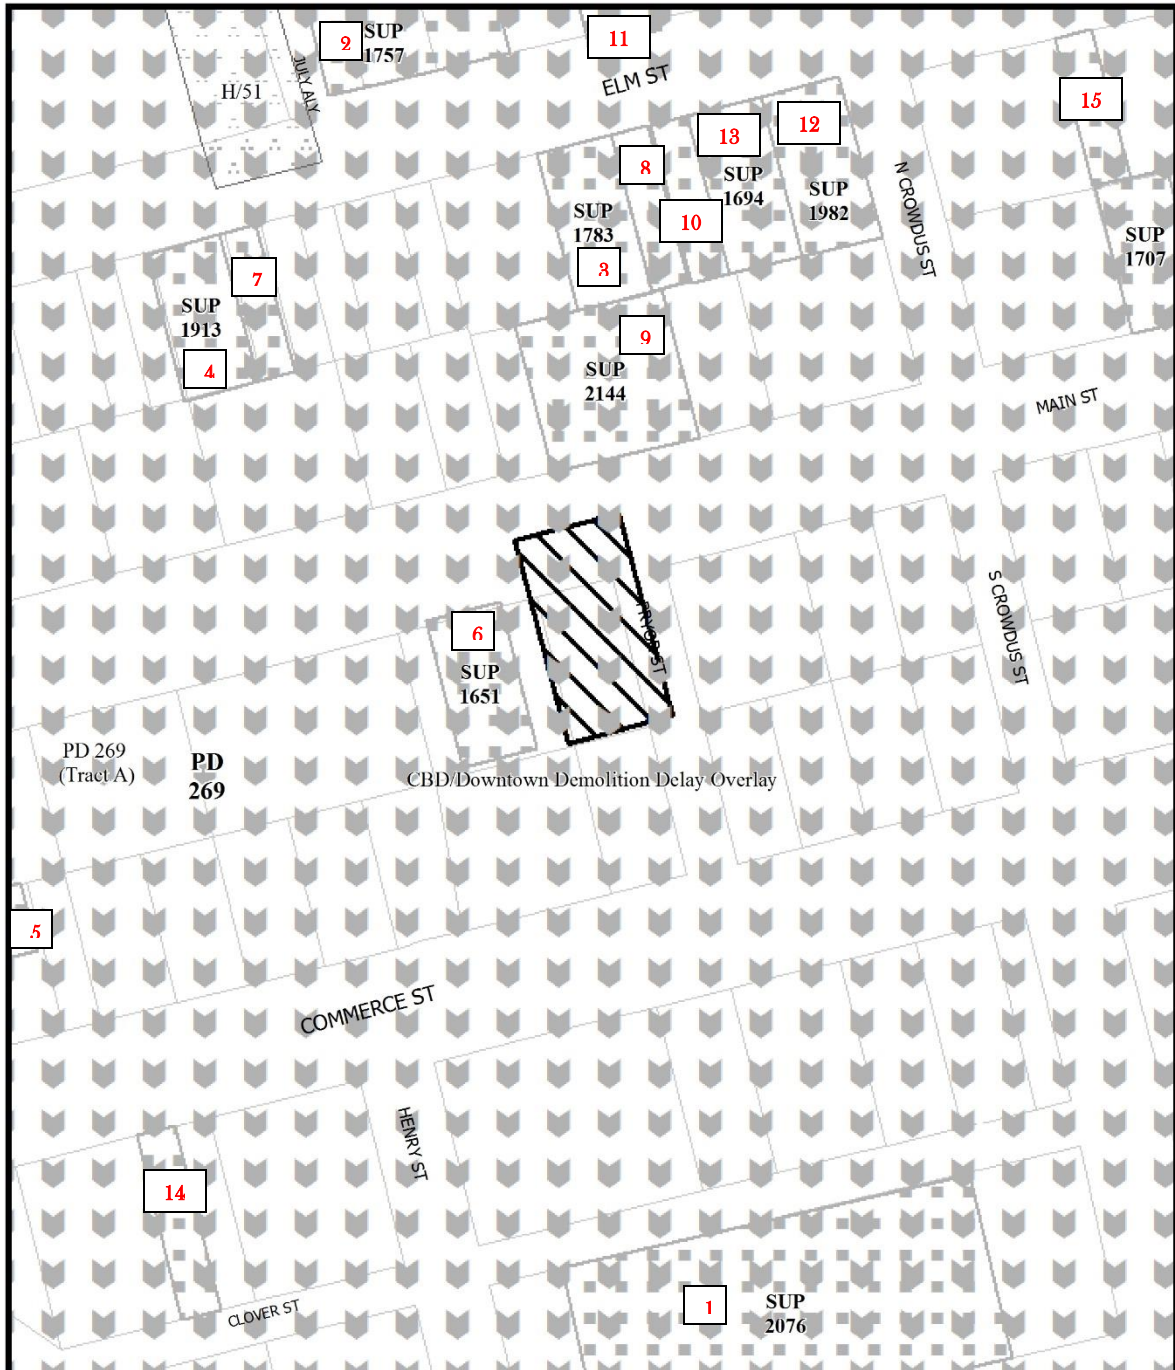 2
SUP
1757
11
H/51
JULY ALY
ELM ST
15
13
12
8
SUP
1694
SUP
1982
10
SUP
1783
3
N CROWDUS ST
SUP
1707
7
SUP
1913
4
9
SUP
2144
MAIN ST
PRYOR ST
S CROWDUS ST
6
SUP
1651
PD 269
(Tract A)
PD
269
CBD/Downtown Demolition Delay Overlay
5
COMMERCE ST
HENRY ST
14
CLOVER ST
1
SUP
2076